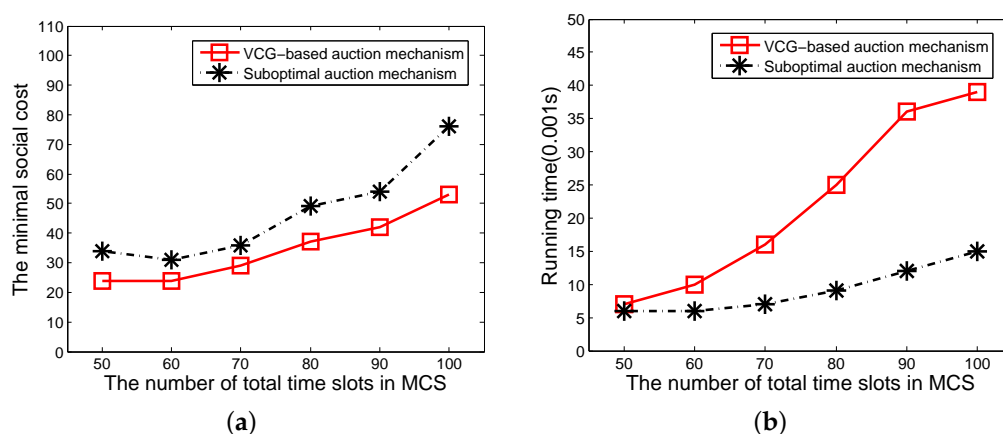 110
100
90
80
70
60
50
40
30
20
10
0
The minimal social cost
VCG−based auction mechanism
Suboptimal auction mechanism
50 60 70 80 90 100
The number of total time slots in MCS
(a)
50
45
40
35
30
25
20
15
10
5
0
Running time(0.001s)
VCG−based auction mechanism
Suboptimal auction mechanism
50 60 70 80 90 100
The number of total time slots in MCS
(b)